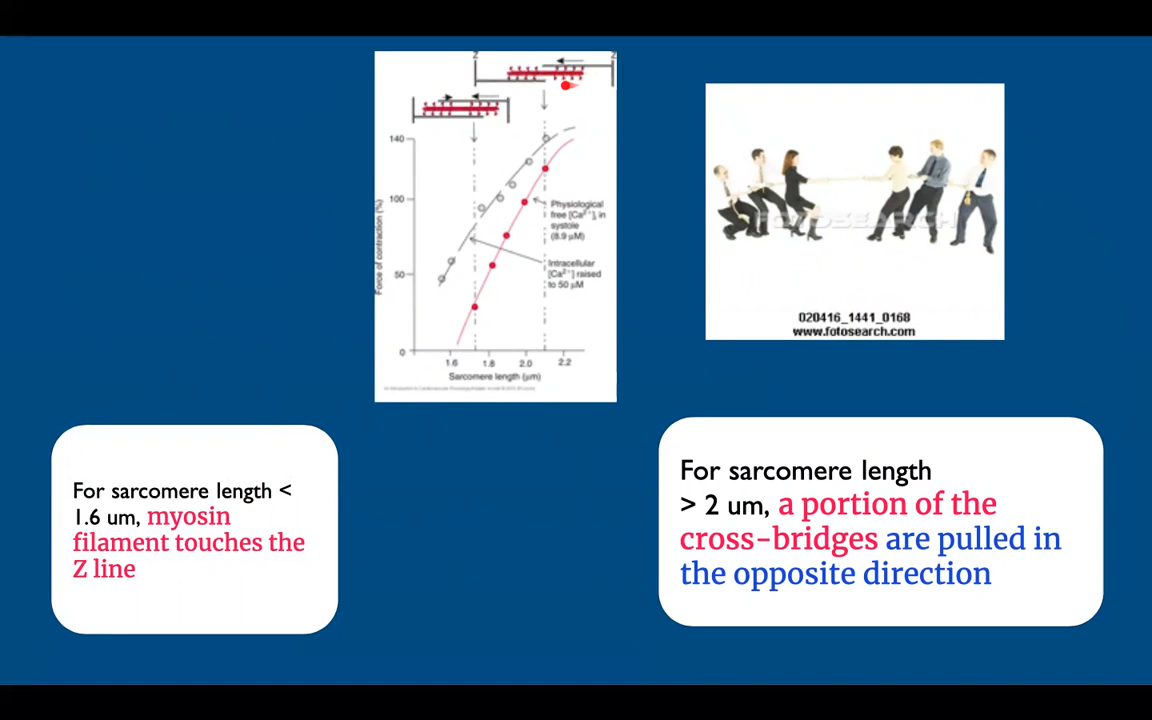 Z
Z
140
100
50
0
Force of contraction (%)
Physiological
free [Ca²⁺]ᵢ in
systole
(8.9 µM)
Intracellular
[Ca²⁺] raised
to 50 µM
1.6 1.8 2.0 2.2
Sarcomere length (µm)
FOTOSEARCH
020416_1441_0168
www.fotosearch.com
For sarcomere length <
1.6 um, myosin
filament touches the
Z line
For sarcomere length
> 2 um, a portion of the
cross-bridges are pulled in
the opposite direction